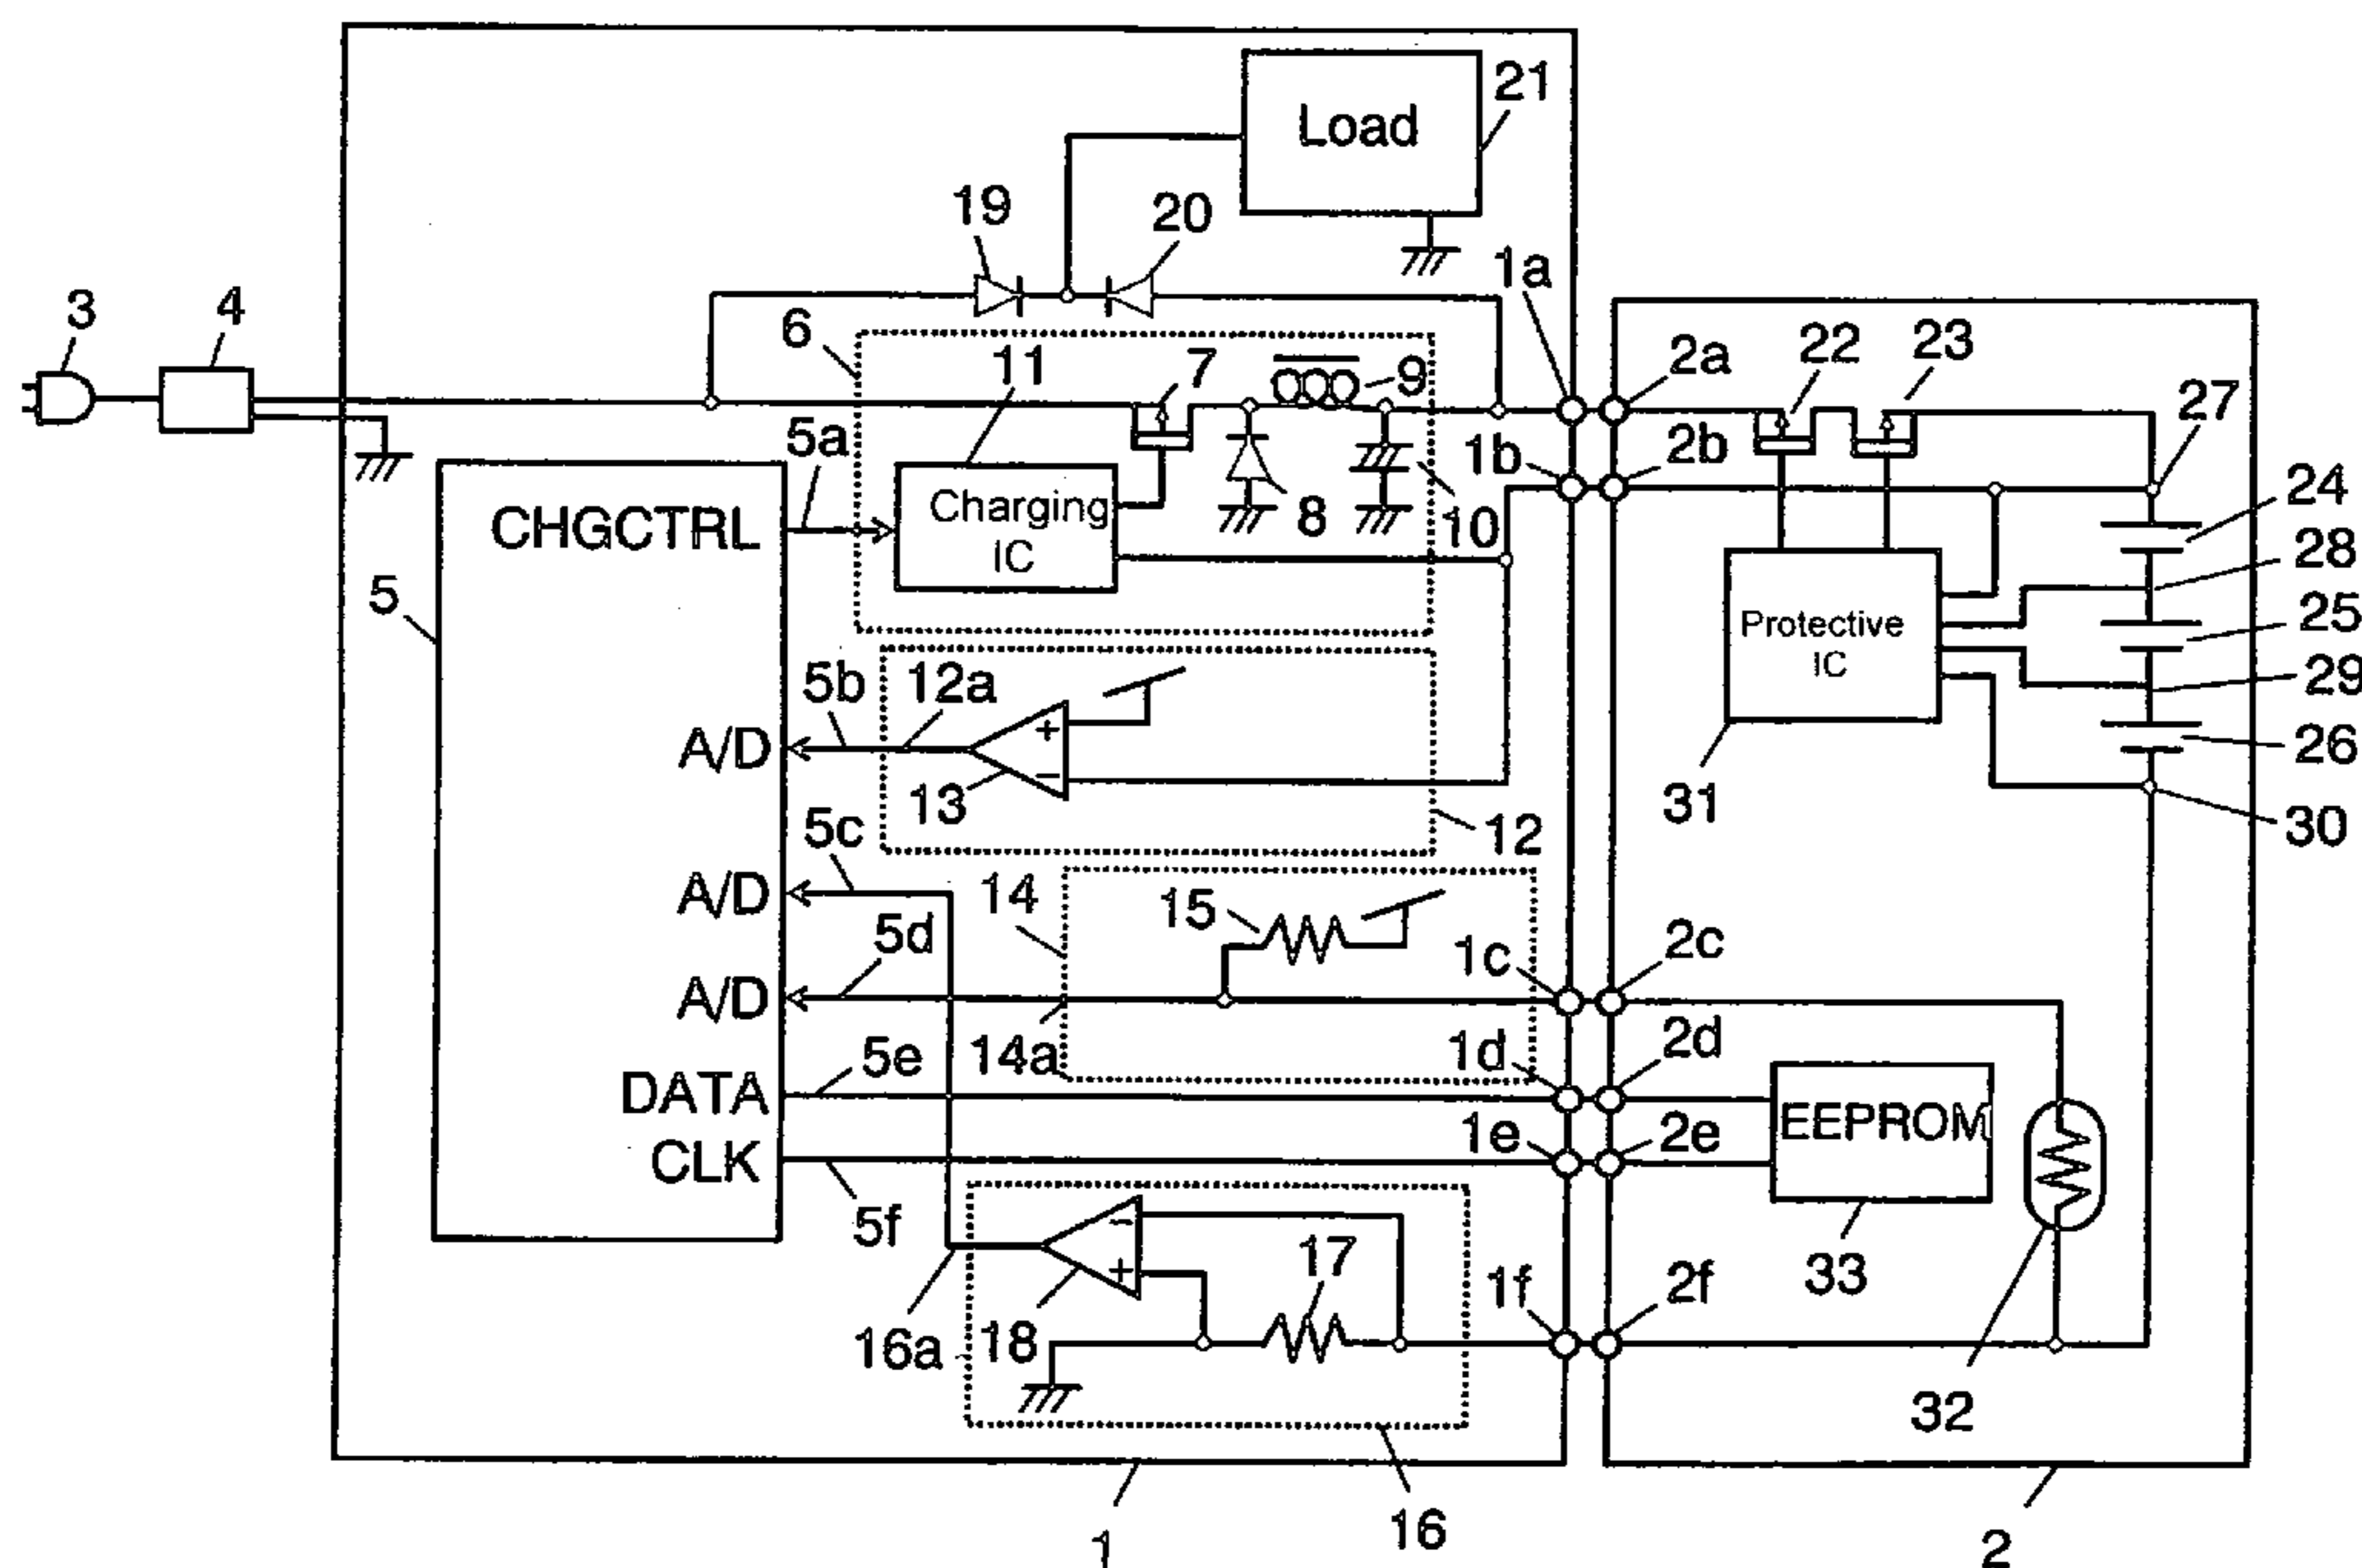 21
Load
19
20
1a
3
4
6
11
7
9
2a
22
23
27
5a
1b
2b
24
CHGCTRL
Charging
IC
8
10
28
5
Protective
IC
25
5b
12a
29
A/D
+
−
13
31
26
5c
12
30
A/D
14
15
5d
1c
2c
A/D
14a
1d
2d
5e
DATA
EEPROM
1e
2e
CLK
5f
−
+
17
33
1f
2f
16a
18
32
16
1
2